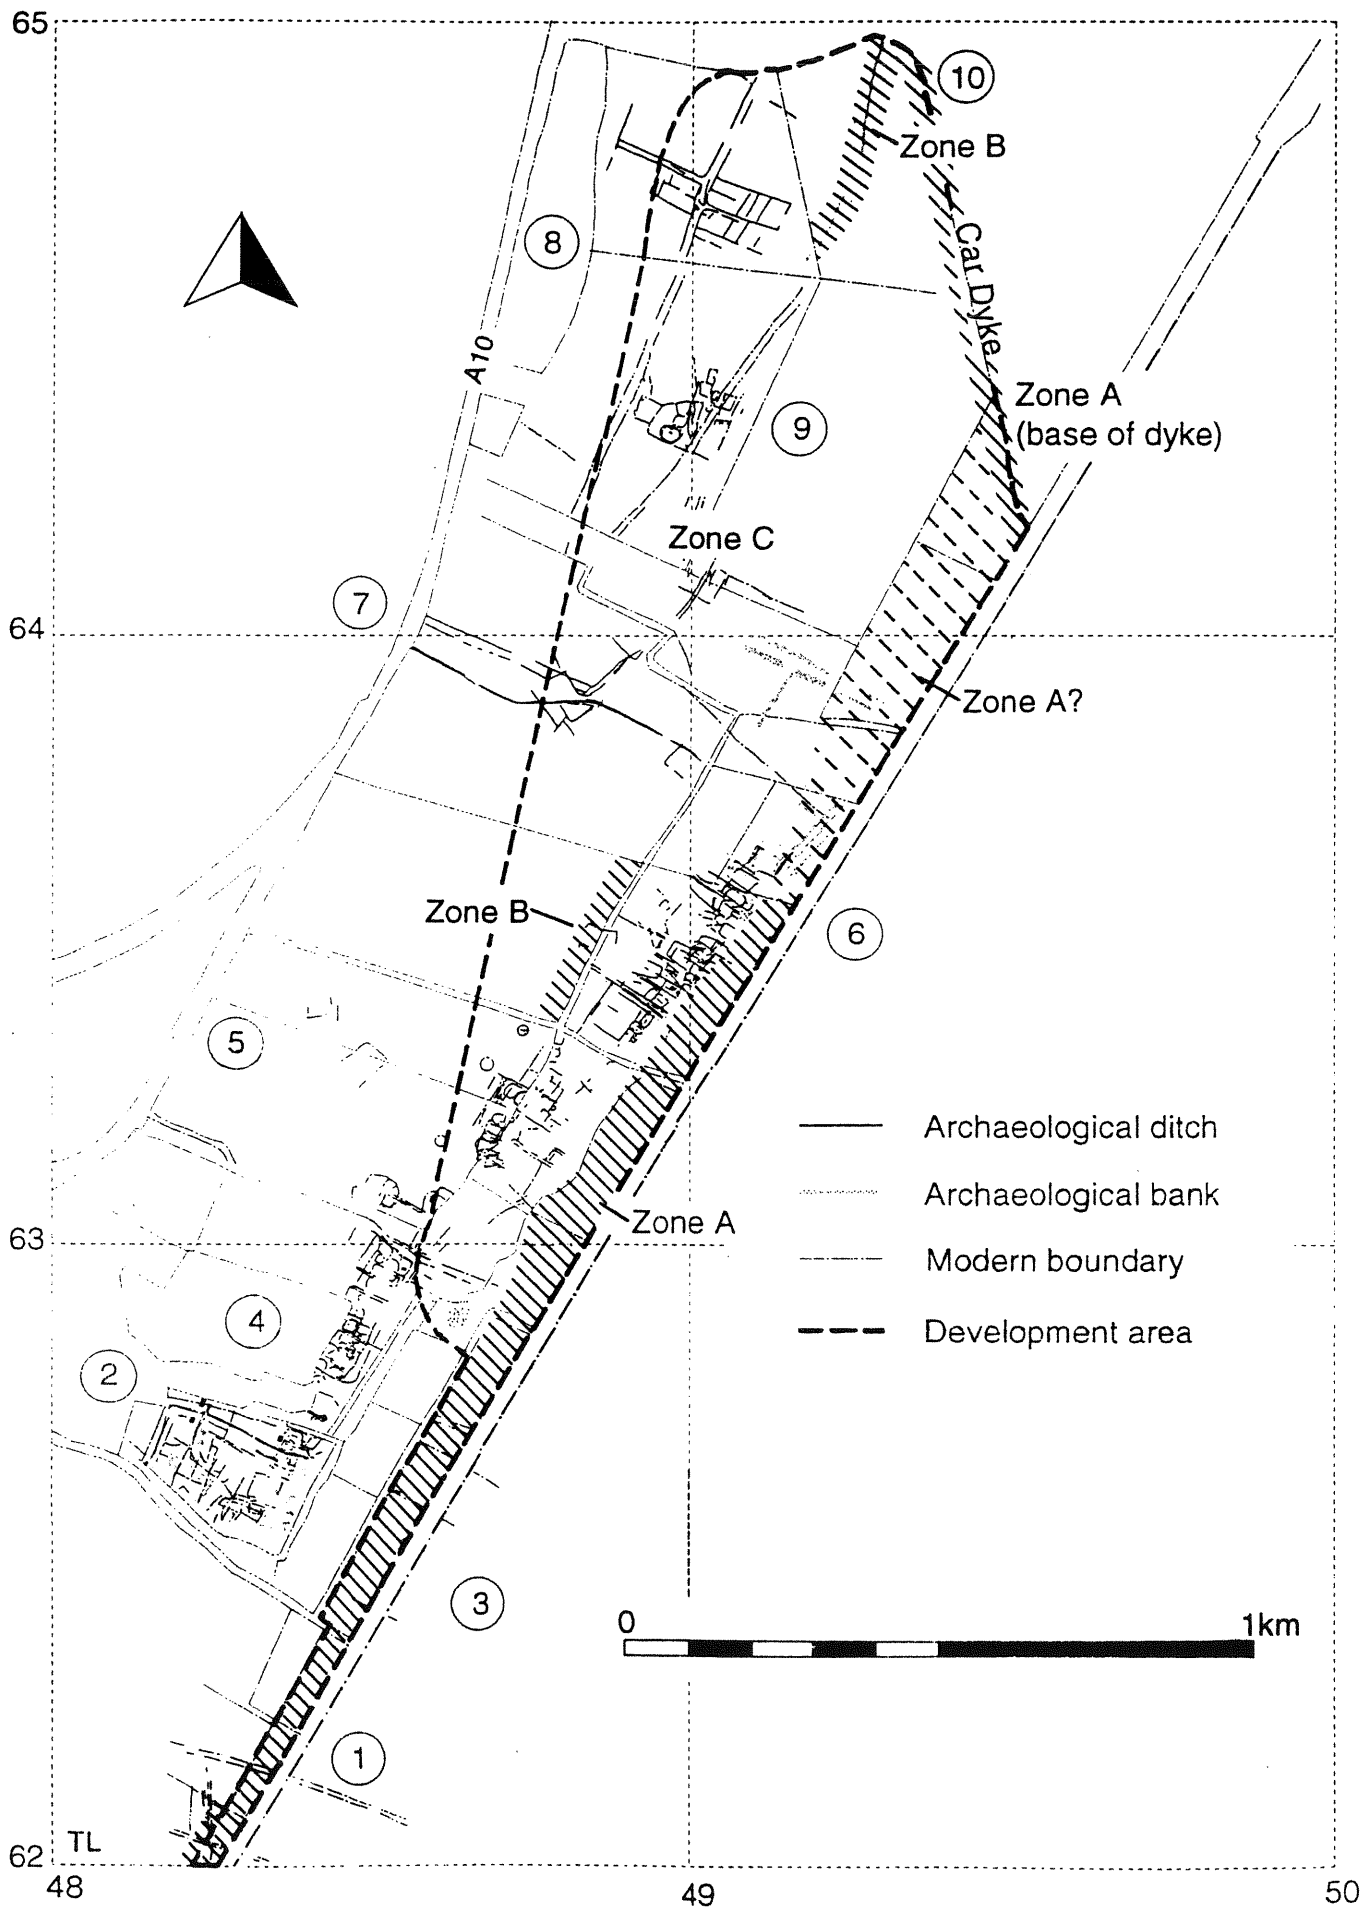 65
10
Zone B
8
Car Dyke
A10
Zone A
(base of dyke)
9
Zone C
7
64
Zone A?
Zone B
6
5
Archaeological ditch
Archaeological bank
Zone A
63
Modern boundary
4
Development area
2
3
0 1km
1
TL
62
48 49 50